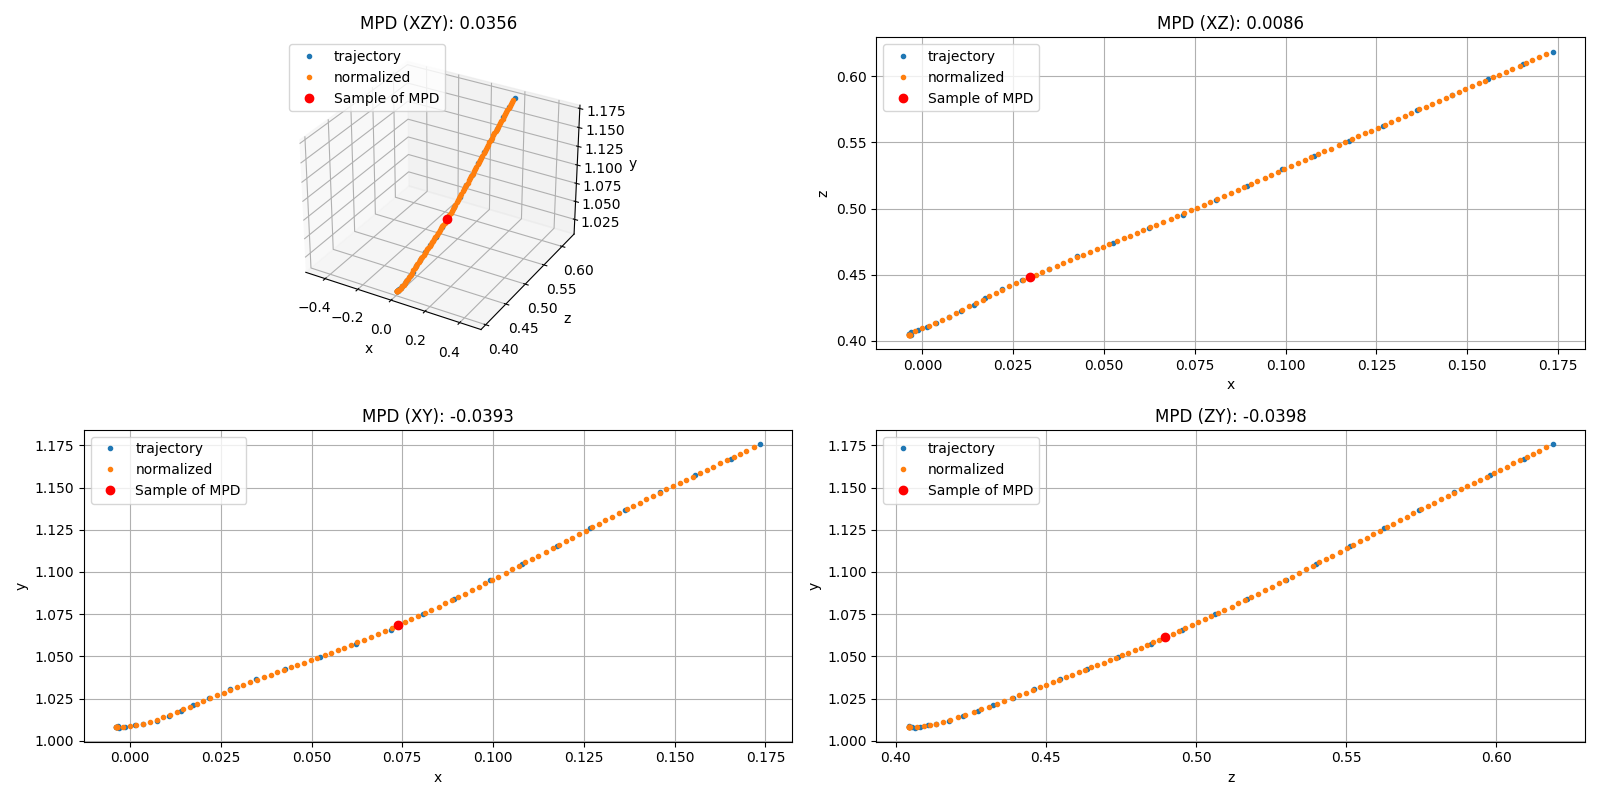 MPD (XZY): 0.0356
trajectory
normalized
Sample of MPD
1.175
1.150
1.125
1.100
1.075
1.050
1.025
y
0.60
0.55
0.50
0.45
0.40
z
−0.4
−0.2
0.0
0.2
0.4
x
MPD (XZ): 0.0086
trajectory
normalized
Sample of MPD
0.60
0.55
0.50
0.45
0.40
z
0.000
0.025
0.050
0.075
0.100
0.125
0.150
0.175
x
MPD (XY): -0.0393
trajectory
normalized
Sample of MPD
1.175
1.150
1.125
1.100
1.075
1.050
1.025
1.000
y
0.000
0.025
0.050
0.075
0.100
0.125
0.150
0.175
x
MPD (ZY): -0.0398
trajectory
normalized
Sample of MPD
1.175
1.150
1.125
1.100
1.075
1.050
1.025
1.000
y
0.40
0.45
0.50
0.55
0.60
z